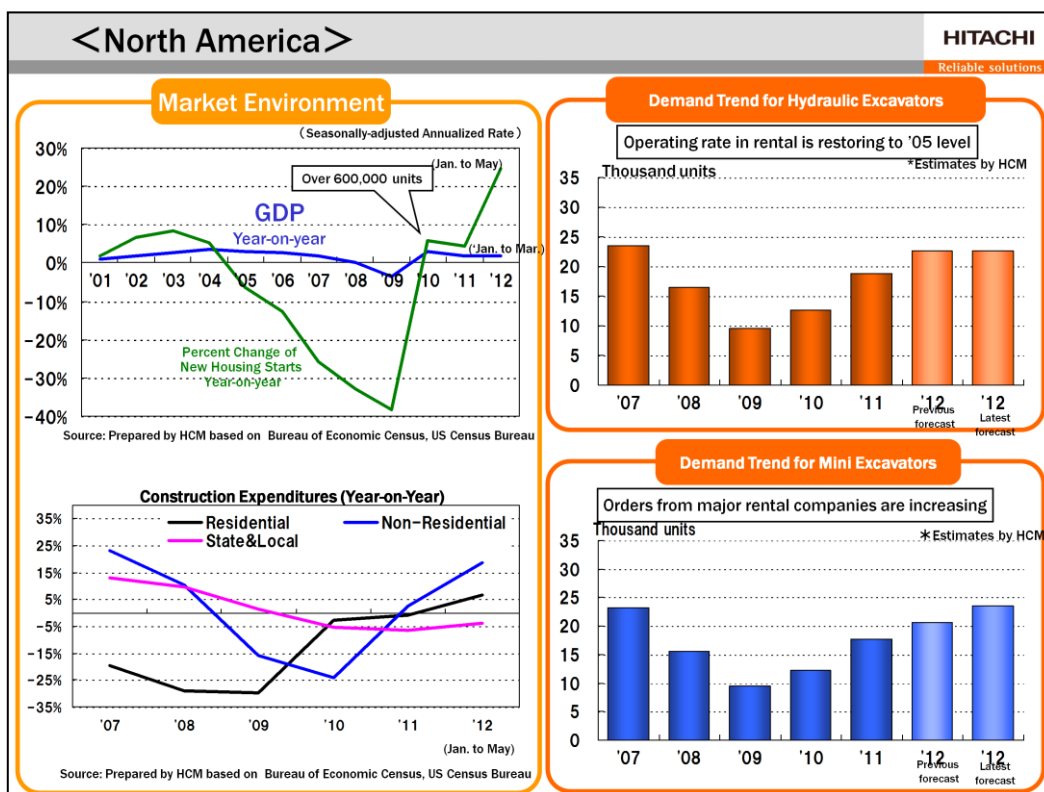 <North America>
HITACHI
Reliable solutions
Market Environment
(Seasonally-adjusted Annualized Rate)
30%
20%
10%
0%
-10%
-20%
-30%
-40%
(Jan. to May)
Over 600,000 units
GDP
Year-on-year
('Jan. to Mar.)
'01 '02 '03 '04 '05 '06 '07 '08 '09 '10 '11 '12
Percent Change of
New Housing Starts
Year-on-year
Source: Prepared by HCM based on Bureau of Economic Census, US Census Bureau
Construction Expenditures (Year-on-Year)
35%
25%
15%
5%
-5%
-15%
-25%
-35%
Residential
Non-Residential
State&Local
'07 '08 '09 '10 '11 '12
(Jan. to May)
Source: Prepared by HCM based on Bureau of Economic Census, US Census Bureau
Demand Trend for Hydraulic Excavators
Operating rate in rental is restoring to '05 level
*Estimates by HCM
Thousand units
35
30
25
20
15
10
5
0
'07 '08 '09 '10 '11 '12 '12
Previous forecast
Latest forecast
Demand Trend for Mini Excavators
Orders from major rental companies are increasing
Thousand units
*Estimates by HCM
35
30
25
20
15
10
5
0
'07 '08 '09 '10 '11 '12 '12
Previous forecast
Latest forecast